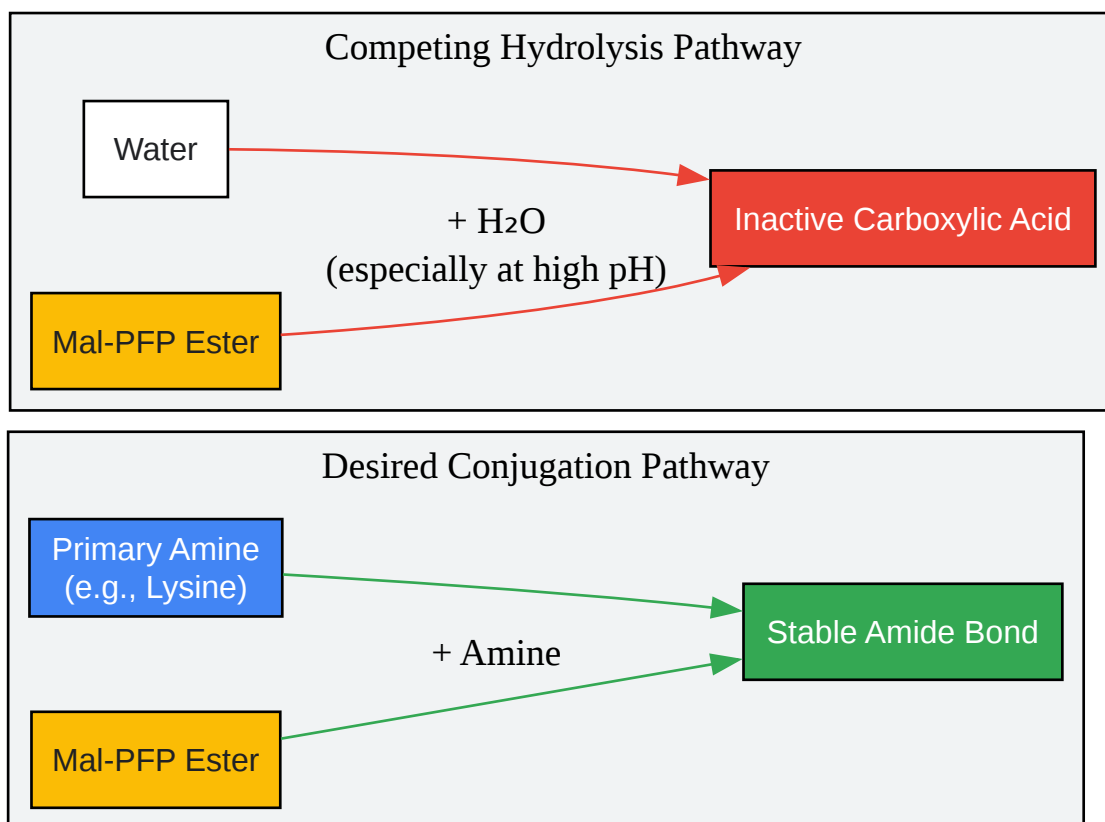 Competing Hydrolysis Pathway
Water
+ H₂O
(especially at high pH)
Inactive Carboxylic Acid
Mal-PFP Ester
Desired Conjugation Pathway
Primary Amine
(e.g., Lysine)
+ Amine
Stable Amide Bond
Mal-PFP Ester